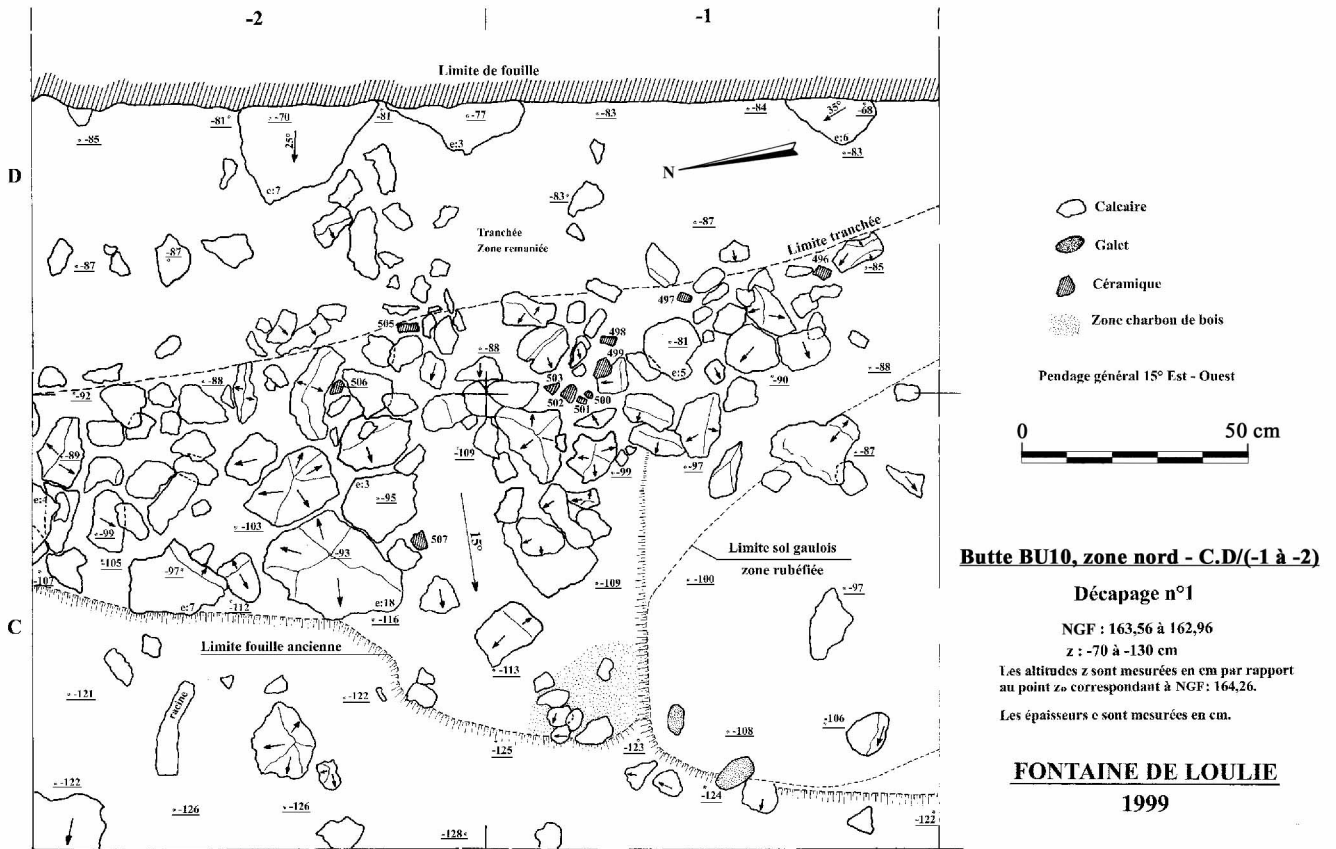 -2
-1
Limite de fouille
-85
-81
-70
25°
e:7
-81
-77
e:3
-83
-84
35°
-68
e:6
-83
D
N
-83
-87
Tranchée
Zone remaniée
Limite tranchée
-87
-87
496
-85
497
505
498
-81
499
e:5
-88
-88
503
506
502
501
500
-90
-88
-92
-89
-109
-99
-97
-87
e:4
e:3
-95
-99
-103
507
15°
-93
-105
-97
-107
e:7
-112
e:18
-116
-109
Limite sol gaulois
zone rubéfiée
-100
-97
C
Limite fouille ancienne
-113
-121
racine
-122
-125
-123
-108
-106
-122
-126
-126
-124
-128
-122
Calcaire
Galet
Céramique
Zone charbon de bois
Pendage général 15° Est - Ouest
0 50 cm
Butte BU10, zone nord - C.D/(-1 à -2)
Décapage n°1
NGF : 163,56 à 162,96
z : -70 à -130 cm
Les altitudes z sont mesurées en cm par rapport
au point z₀ correspondant à NGF: 164,26.
Les épaisseurs e sont mesurées en cm.
FONTAINE DE LOULIE
1999